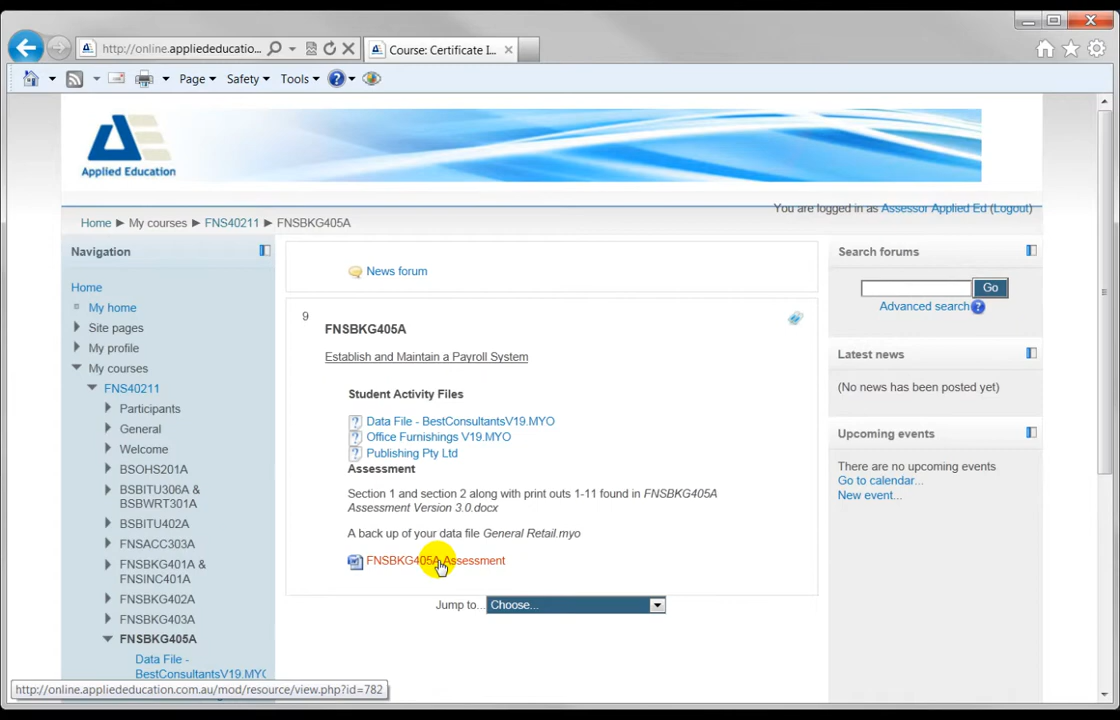 http://online.appliededucatio...
Course: Certificate I...
Page
Safety
Tools
Applied Education
You are logged in as Assessor Applied Ed (Logout)
Home ► My courses ► FNS40211 ► FNSBKG405A
Navigation
Home
My home
Site pages
My profile
My courses
FNS40211
Participants
General
Welcome
BSOHS201A
BSBITU306A &
BSBWRT301A
BSBITU402A
FNSACC303A
FNSBKG401A &
FNSINC401A
FNSBKG402A
FNSBKG403A
FNSBKG405A
Data File -
BestConsultantsV19.MYO
News forum
9
FNSBKG405A
Establish and Maintain a Payroll System
Student Activity Files
Data File - BestConsultantsV19.MYO
Office Furnishings V19.MYO
Publishing Pty Ltd
Assessment
Section 1 and section 2 along with print outs 1-11 found in FNSBKG405A
Assessment Version 3.0.docx
A back up of your data file General Retail.myo
FNSBKG405A Assessment
Jump to... Choose...
Search forums
Go
Advanced search
Latest news
(No news has been posted yet)
Upcoming events
There are no upcoming events
Go to calendar...
New event...
http://online.appliededucation.com.au/mod/resource/view.php?id=782